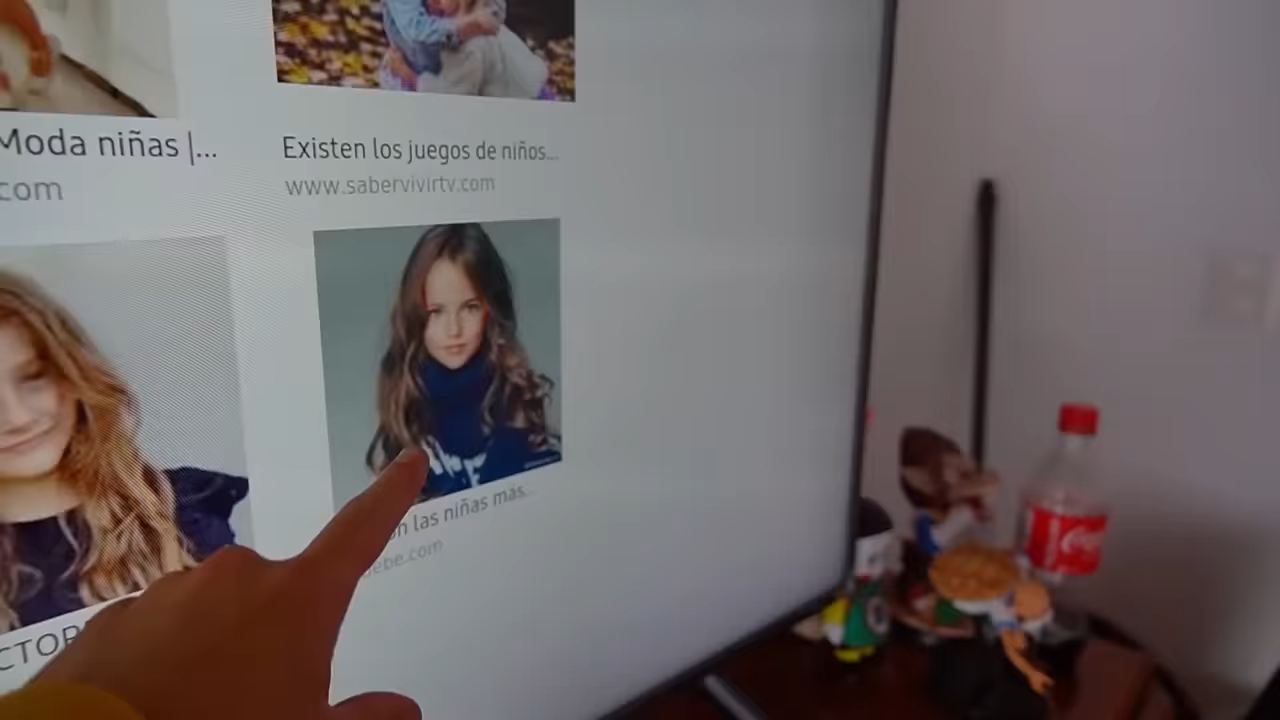 Moda niñas |...
com
Existen los juegos de niños...
www.sabervivirtv.com
las niñas más...
ebe.com
CTOR